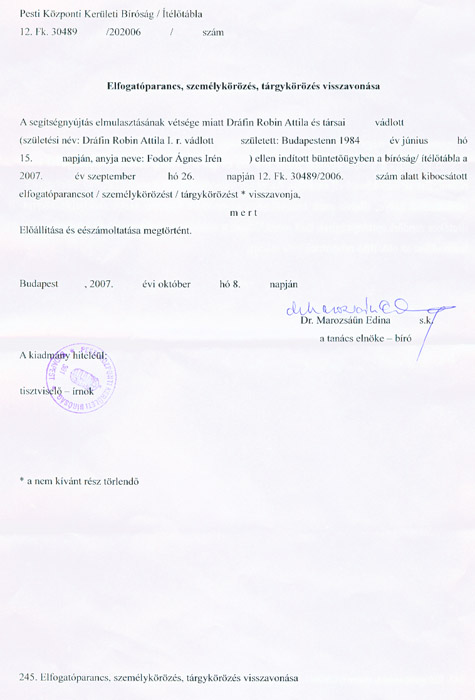 Pesti Központi Kerületi Bíróság / Ítélőtábla
12. Fk. 30489 /202006 / szám
Elfogatóparancs, személykörözés, tárgykörözés visszavonása
A segítségnyújtás elmulasztásának vétsége miatt Dráfin Robin Attila és társai vádlott
(születési név: Dráfin Robin Attila I. r. vádlott született: Budapestenn 1984 év június hó
15. napján, anyja neve: Fodor Ágnes Irén ) ellen indított büntetőügyben a bíróság/ ítélőtábla a
2007. év szeptember hó 26. napján 12. Fk. 30489/2006. szám alatt kibocsátott
elfogatóparancsot / személykörözést / tárgykörözést * visszavonja,
m e r t
Előállítása és eészámoltatása megtörtént.
Budapest , 2007. évi október hó 8. napján
Dr. Marozsáün Edina s.k.
a tanács elnöke – bíró
A kiadmány hiteléül:
tisztviselő – írnok
* a nem kívánt rész törlendő
245. Elfogatóparancs, személykörözés, tárgykörözés visszavonása